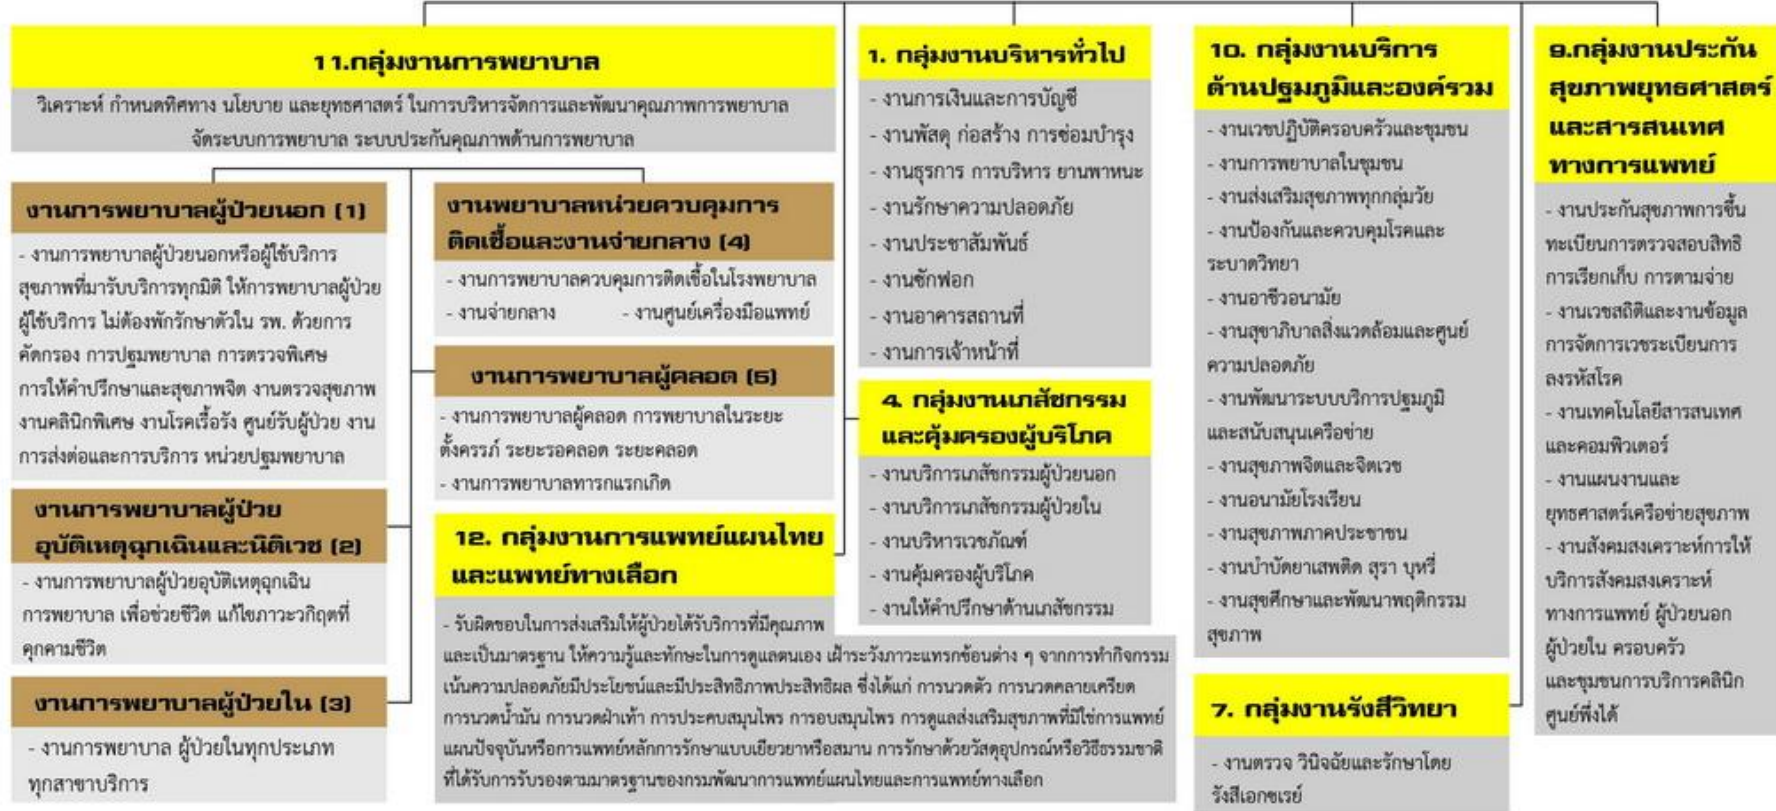 11.กลุ่มงานการพยาบาล
วิเคราะห์ กำหนดทิศทาง นโยบาย และยุทธศาสตร์ ในการบริหารจัดการและพัฒนาคุณภาพการพยาบาล
จัดระบบการพยาบาล ระบบประกันคุณภาพด้านการพยาบาล
งานการพยาบาลผู้ป่วยนอก (1)
- งานการพยาบาลผู้ป่วยนอกหรือผู้ใช้บริการ
สุขภาพที่มารับบริการทุกมิติ ให้การพยาบาลผู้ป่วย
ผู้ใช้บริการ ไม่ต้องพักรักษาตัวใน รพ. ด้วยการ
คัดกรอง การปฐมพยาบาล การตรวจพิเศษ
การให้คำปรึกษาและสุขภาพจิต งานตรวจสุขภาพ
งานคลินิกพิเศษ งานโรคเรื้อรัง ศูนย์รับผู้ป่วย งาน
การส่งต่อและการบริการ หน่วยปฐมพยาบาล
งานการพยาบาลผู้ป่วย
อุบัติเหตุฉุกเฉินและนิติเวช (2)
- งานการพยาบาลผู้ป่วยอุบัติเหตุฉุกเฉิน
การพยาบาล เพื่อช่วยชีวิต แก้ไขภาวะวกิฤตที่
คุกคามชีวิต
งานการพยาบาลผู้ป่วยใน (3)
- งานการพยาบาล ผู้ป่วยในทุกประเภท
ทุกสาขาบริการ
งานพยาบาลหน่วยควบคุมการ
ติดเชื้อและงานจ่ายกลาง (4)
- งานการพยาบาลควบคุมการติดเชื้อในโรงพยาบาล
- งานจ่ายกลาง - งานศูนย์เครื่องมือแพทย์
งานการพยาบาลผู้คลอด (5)
- งานการพยาบาลผู้คลอด การพยาบาลในระยะ
ตั้งครรภ์ ระยะรอคลอด ระยะคลอด
- งานการพยาบาลทารกแรกเกิด
12. กลุ่มงานการแพทย์แผนไทย
และแพทย์ทางเลือก
- รับผิดชอบในการส่งเสริมให้ผู้ป่วยได้รับริการที่มีคุณภาพ
และเป็นมาตรฐาน ให้ความรู้และทักษะในการดูแลตนเอง เฝ้าระวังภาวะแทรกซ้อนต่าง ๆ จากการทำกิจกรรม
เน้นความปลอดภัยมีประโยชน์และมีประสิทธิภาพประสิทธิผล ซึ่งได้แก่ การนวดตัว การนวดคลายเครียด
การนวดน้ำมัน การนวดฝ่าเท้า การประคบสมุนไพร การอบสมุนไพร การดูแลส่งเสริมสุขภาพที่มิใช่การแพทย์
แผนปัจจุบันหรือการแพทย์หลักการรักษาแบบเยียวยาหรือสมาน การรักษาด้วยวัสดุอุปกรณ์หรือวิธีธรรมชาติ
ที่ได้รับการรับรองตามมาตรฐานของกรมพัฒนาการแพทย์แผนไทยและการแพทย์ทางเลือก
1. กลุ่มงานบริหารทั่วไป
- งานการเงินและการบัญชี
- งานพัสดุ ก่อสร้าง การซ่อมบำรุง
- งานธุรการ การบริหาร ยานพาหนะ
- งานรักษาความปลอดภัย
- งานประชาสัมพันธ์
- งานซักฟอก
- งานอาคารสถานที่
- งานการเจ้าหน้าที่
4. กลุ่มงานเภสัชกรรม
และคุ้มครองผู้บริโภค
- งานบริการเภสัชกรรมผู้ป่วยนอก
- งานบริการเภสัชกรรมผู้ป่วยใน
- งานบริหารเวชภัณฑ์
- งานคุ้มครองผู้บริโภค
- งานให้คำปรึกษาด้านเภสัชกรรม
10. กลุ่มงานบริการ
ด้านปฐมภูมิและองค์รวม
- งานเวชปฏิบัติครอบครัวและชุมชน
- งานการพยาบาลในชุมชน
- งานส่งเสริมสุขภาพทุกกลุ่มวัย
- งานป้องกันและควบคุมโรคและ
ระบาดวิทยา
- งานอาชีวอนามัย
- งานสุขาภิบาลสิ่งแวดล้อมและศูนย์
ความปลอดภัย
- งานพัฒนาระบบบริการปฐมภูมิ
และสนับสนุนเครือข่าย
- งานสุขภาพจิตและจิตเวช
- งานอนามัยโรงเรียน
- งานสุขภาพภาคประชาชน
- งานบำบัดยาเสพติด สุรา บุหรี่
- งานสุขศึกษาและพัฒนาพฤติกรรม
สุขภาพ
7. กลุ่มงานรังสีวิทยา
- งานตรวจ วินิจฉัยและรักษาโดย
รังสีเอกซเรย์
9.กลุ่มงานประกัน
สุขภาพยุทธศาสตร์
และสารสนเทศ
ทางการแพทย์
- งานประกันสุขภาพการขึ้น
ทะเบียนการตรวจสอบสิทธิ
การเรียกเก็บ การตามจ่าย
- งานเวชสถิติและงานข้อมูล
การจัดการเวชระเบียนการ
ลงรหัสโรค
- งานเทคโนโลยีสารสนเทศ
และคอมพิวเตอร์
- งานแผนงานและ
ยุทธศาสตร์เครือข่ายสุขภาพ
- งานสังคมสงเคราะห์การให้
บริการสังคมสงเคราะห์
ทางการแพทย์ ผู้ป่วยนอก
ผู้ป่วยใน ครอบครัว
และชุมชนการบริการคลินิก
ศูนย์พึ่งได้